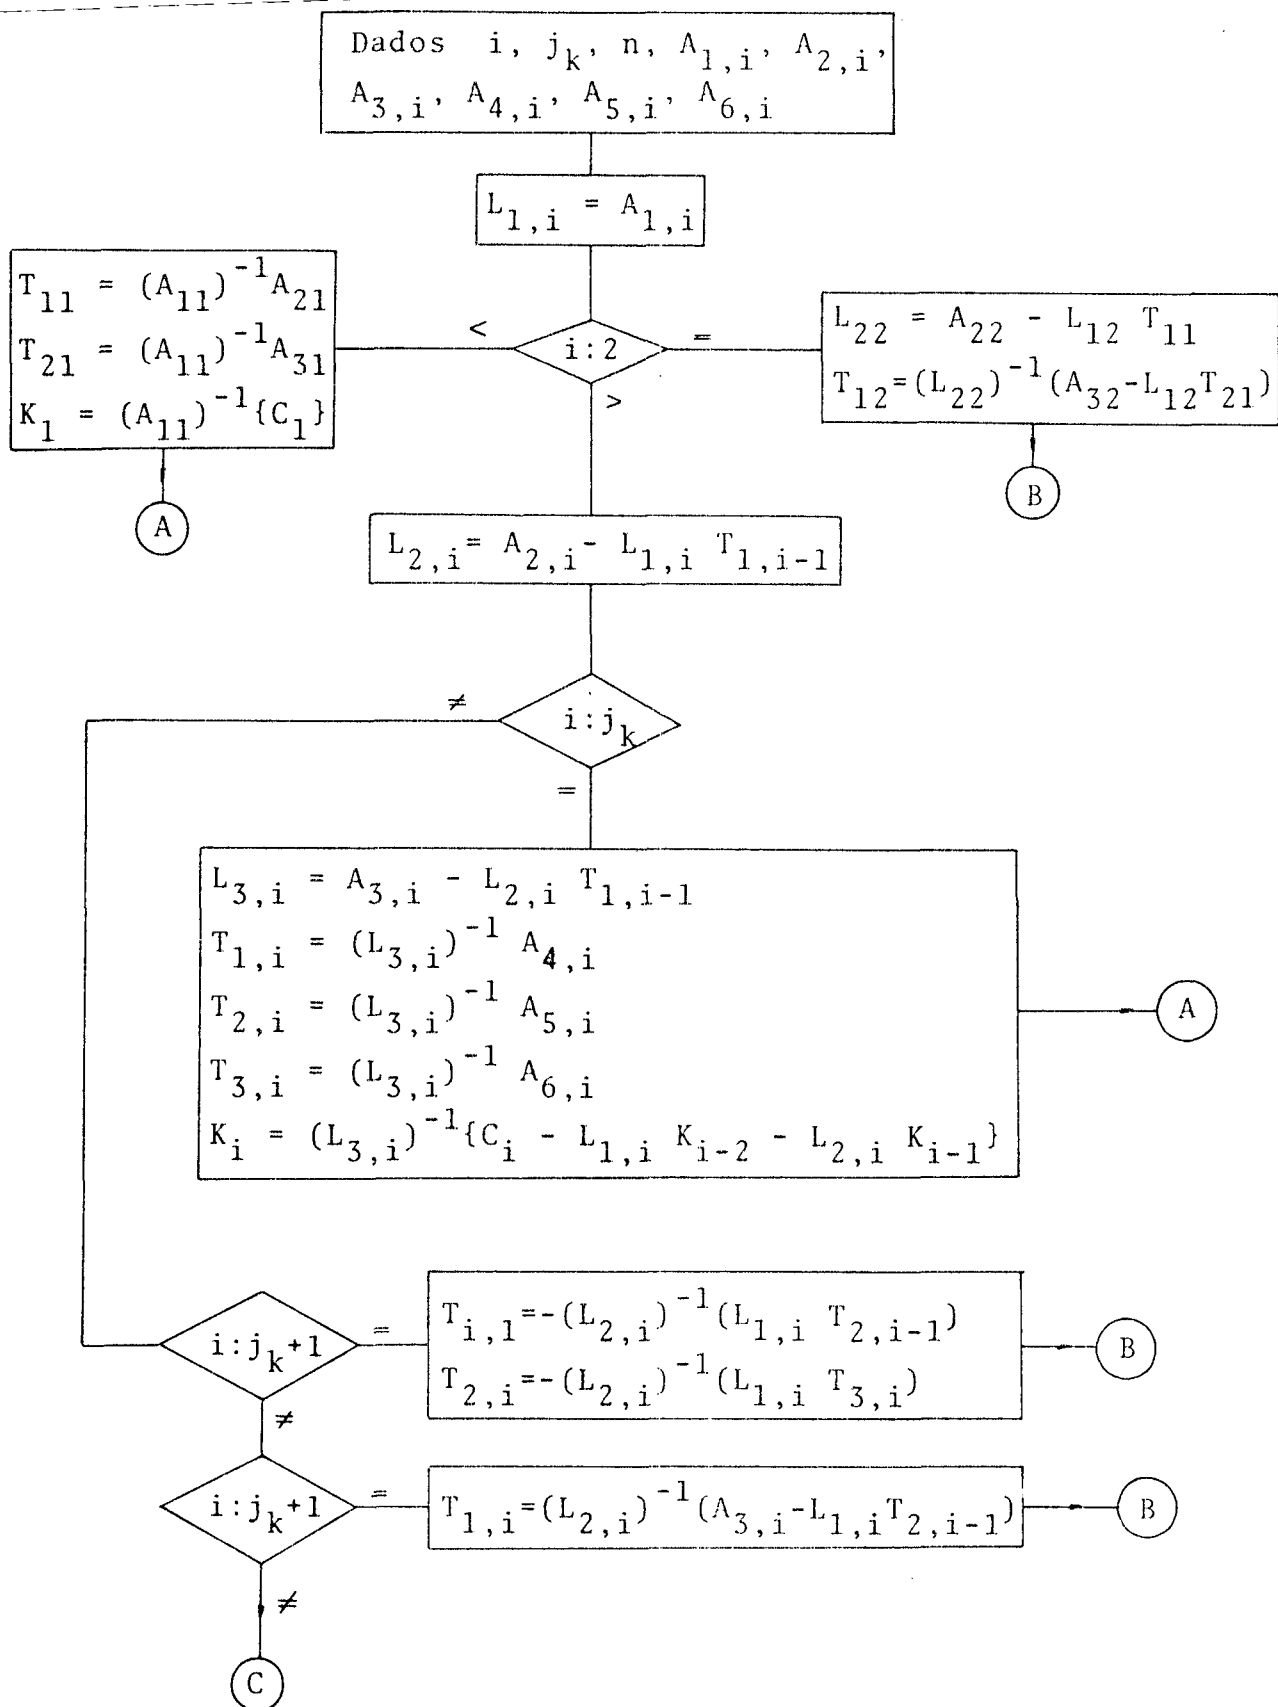 Dados i, j_k, n, A_{1,i}, A_{2,i},
A_{3,i}, A_{4,i}, A_{5,i}, A_{6,i}
L_{1,i} = A_{1,i}
T_{11} = (A_{11})^{-1}A_{21}
T_{21} = (A_{11})^{-1}A_{31}
K_1 = (A_{11})^{-1}{C_1}
<
i:2
=
>
L_{22} = A_{22} - L_{12} T_{11}
T_{12}=(L_{22})^{-1}(A_{32}-L_{12}T_{21})
A
B
L_{2,i}= A_{2,i}- L_{1,i} T_{1,i-1}
≠
i:j_k
=
L_{3,i} = A_{3,i} - L_{2,i} T_{1,i-1}
T_{1,i} = (L_{3,i})^{-1} A_{4,i}
T_{2,i} = (L_{3,i})^{-1} A_{5,i}
T_{3,i} = (L_{3,i})^{-1} A_{6,i}
K_i = (L_{3,i})^{-1}{C_i - L_{1,i} K_{i-2} - L_{2,i} K_{i-1}}
A
i:j_k+1
=
T_{i,1}=-(L_{2,i})^{-1}(L_{1,i} T_{2,i-1})
T_{2,i}=-(L_{2,i})^{-1}(L_{1,i} T_{3,i})
B
≠
i:j_k+1
=
T_{1,i}=(L_{2,i})^{-1}(A_{3,i}-L_{1,i}T_{2,i-1})
B
≠
C